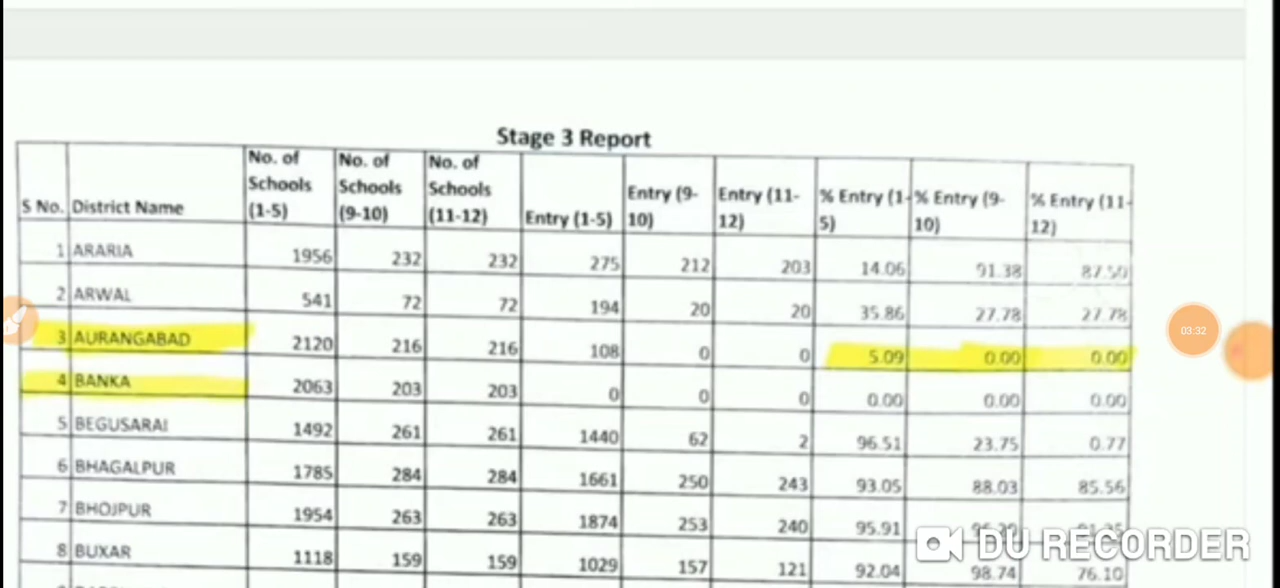 Stage 3 Report
S No. District Name No. of Schools (1-5) No. of Schools (9-10) No. of Schools (11-12) Entry (1-5) Entry (9-10) Entry (11-12) % Entry (1-5) % Entry (9-10) % Entry (11-12)
1 ARARIA 1956 232 232 275 212 203 14.06 91.38 87.50
2 ARWAL 541 72 72 194 20 20 35.86 27.78 27.78
3 AURANGABAD 2120 216 216 108 0 0 5.09 0.00 0.00
4 BANKA 2063 203 203 0 0 0 0.00 0.00 0.00
5 BEGUSARAI 1492 261 261 1440 62 2 96.51 23.75 0.77
6 BHAGALPUR 1785 284 284 1661 250 243 93.05 88.03 85.56
7 BHOJPUR 1954 263 263 1874 253 240 95.91
8 BUXAR 1118 159 159 1029 157 121 92.04 98.74 76.10
03:32
DU RECORDER